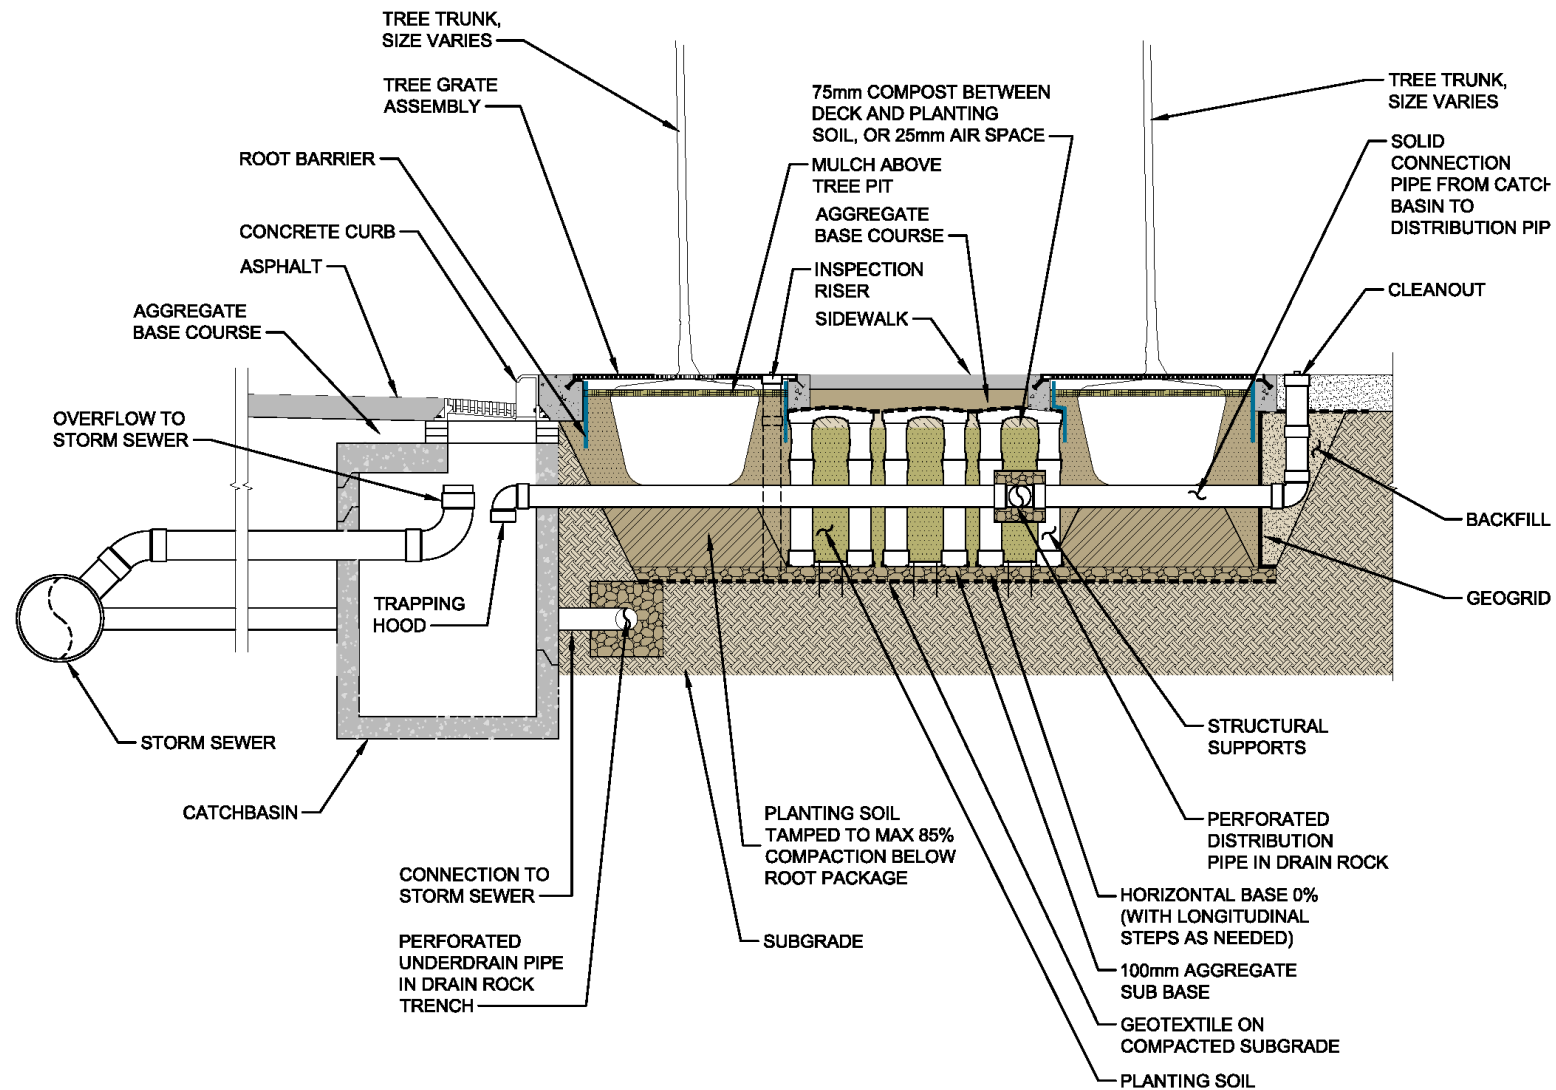 TREE TRUNK,
SIZE VARIES
TREE GRATE
ASSEMBLY
ROOT BARRIER
CONCRETE CURB
ASPHALT
AGGREGATE
BASE COURSE
OVERFLOW TO
STORM SEWER
75mm COMPOST BETWEEN
DECK AND PLANTING
SOIL, OR 25mm AIR SPACE
MULCH ABOVE
TREE PIT
AGGREGATE
BASE COURSE
INSPECTION
RISER
SIDEWALK
TREE TRUNK,
SIZE VARIES
SOLID
CONNECTION
PIPE FROM CATCH
BASIN TO
DISTRIBUTION PIP
CLEANOUT
BACKFILL
GEOGRID
TRAPPING
HOOD
STORM SEWER
CATCHBASIN
CONNECTION TO
STORM SEWER
PERFORATED
UNDERDRAIN PIPE
IN DRAIN ROCK
TRENCH
PLANTING SOIL
TAMPED TO MAX 85%
COMPACTION BELOW
ROOT PACKAGE
SUBGRADE
STRUCTURAL
SUPPORTS
PERFORATED
DISTRIBUTION
PIPE IN DRAIN ROCK
HORIZONTAL BASE 0%
(WITH LONGITUDINAL
STEPS AS NEEDED)
100mm AGGREGATE
SUB BASE
GEOTEXTILE ON
COMPACTED SUBGRADE
PLANTING SOIL